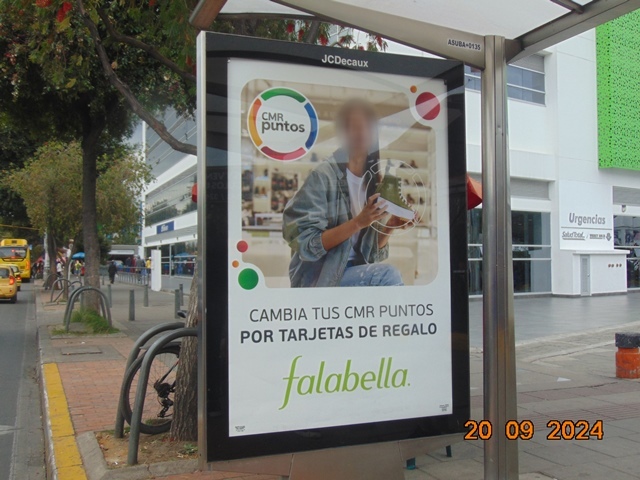 JCDecaux
ASUBA+0135
CMR
puntos
CAMBIA TUS CMR PUNTOS
POR TARJETAS DE REGALO
falabella.
Urgencias
20 09 2024